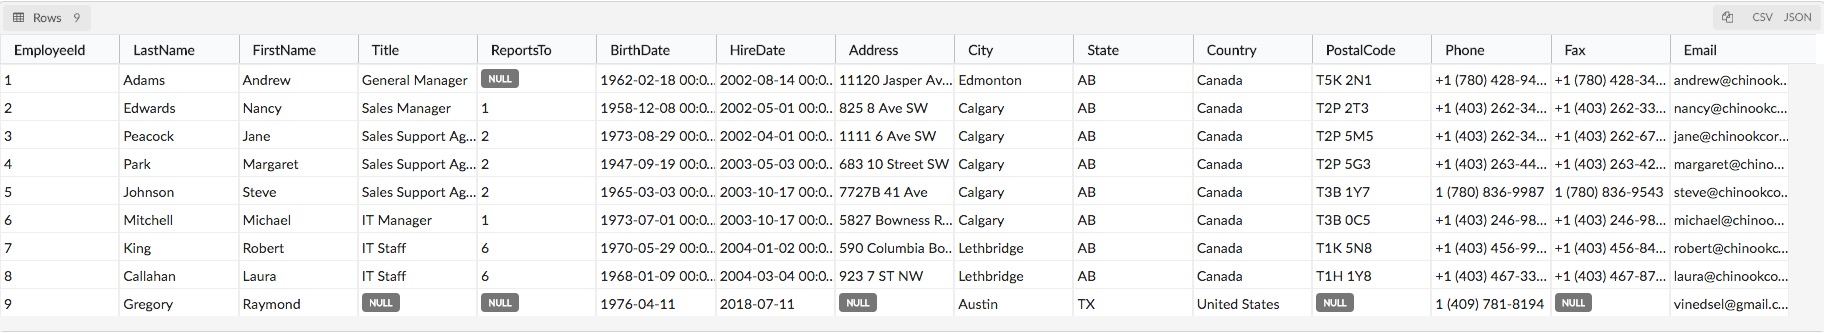 Rows 9 CSV JSON
EmployeeId LastName FirstName Title ReportsTo BirthDate HireDate Address City State Country PostalCode Phone Fax Email
1 Adams Andrew General Manager NULL 1962-02-18 00:0... 2002-08-14 00:0... 11120 Jasper Av... Edmonton AB Canada T5K 2N1 +1 (780) 428-94... +1 (780) 428-34... andrew@chinook...
2 Edwards Nancy Sales Manager 1 1958-12-08 00:0... 2002-05-01 00:0... 825 8 Ave SW Calgary AB Canada T2P 2T3 +1 (403) 262-34... +1 (403) 262-33... nancy@chinookc...
3 Peacock Jane Sales Support Ag... 2 1973-08-29 00:0... 2002-04-01 00:0... 1111 6 Ave SW Calgary AB Canada T2P 5M5 +1 (403) 262-34... +1 (403) 262-67... jane@chinookcor...
4 Park Margaret Sales Support Ag... 2 1947-09-19 00:0... 2003-05-03 00:0... 683 10 Street SW Calgary AB Canada T2P 5G3 +1 (403) 263-44... +1 (403) 263-42... margaret@chino...
5 Johnson Steve Sales Support Ag... 2 1965-03-03 00:0... 2003-10-17 00:0... 7727B 41 Ave Calgary AB Canada T3B 1Y7 1 (780) 836-9987 1 (780) 836-9543 steve@chinookco...
6 Mitchell Michael IT Manager 1 1973-07-01 00:0... 2003-10-17 00:0... 5827 Bowness R... Calgary AB Canada T3B 0C5 +1 (403) 246-98... +1 (403) 246-98... michael@chinoo...
7 King Robert IT Staff 6 1970-05-29 00:0... 2004-01-02 00:0... 590 Columbia Bo... Lethbridge AB Canada T1K 5N8 +1 (403) 456-99... +1 (403) 456-84... robert@chinookc...
8 Callahan Laura IT Staff 6 1968-01-09 00:0... 2004-03-04 00:0... 923 7 ST NW Lethbridge AB Canada T1H 1Y8 +1 (403) 467-33... +1 (403) 467-87... laura@chinookco...
9 Gregory Raymond NULL NULL 1976-04-11 2018-07-11 NULL Austin TX United States NULL 1 (409) 781-8194 NULL vinedsel@gmail.c...